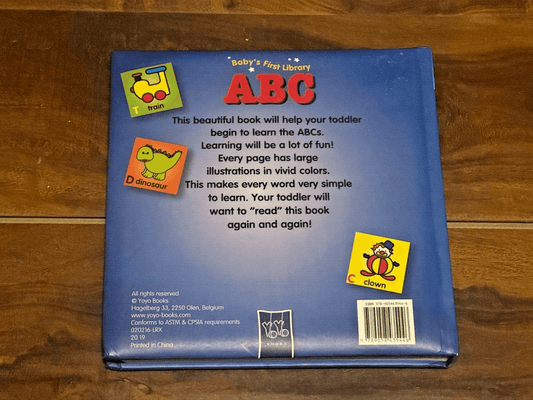 Baby's First Library
ABC
T train
This beautiful book will help your toddler
begin to learn the ABCs.
Learning will be a lot of fun!
Every page has large
illustrations in vivid colors.
This makes every word very simple
to learn. Your toddler will
want to "read" this book
again and again!
D dinosaur
C clown
All rights reserved
© Yoyo Books
Hagelberg 33, 2250 Olen, Belgium
www.yoyo-books.com
Conforms to ASTM & CPSIA requirements
020216-LRX
2019
Printed in China
YOYO
BOOKS
ISBN